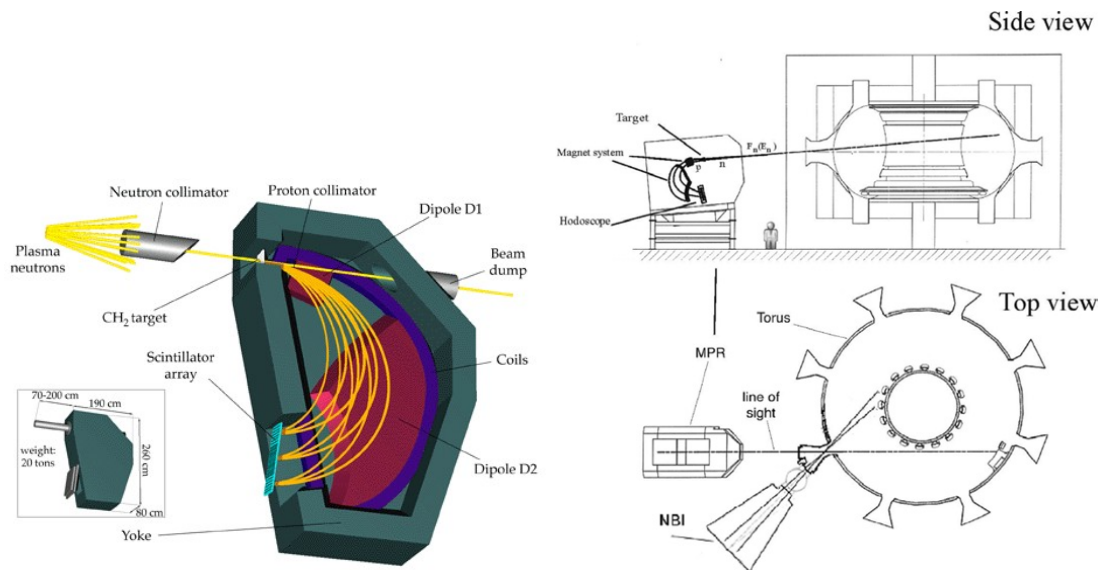 Neutron collimator
Proton collimator
Dipole D1
Plasma
neutrons
Beam
dump
CH2 target
Scintillator
array
Coils
70-200 cm
190 cm
weight:
20 tons
260 cm
80 cm
Dipole D2
Yoke
Side view
Target
Fn(En)
Magnet system
p
n
Hodoscope
Top view
Torus
MPR
line of
sight
NBI